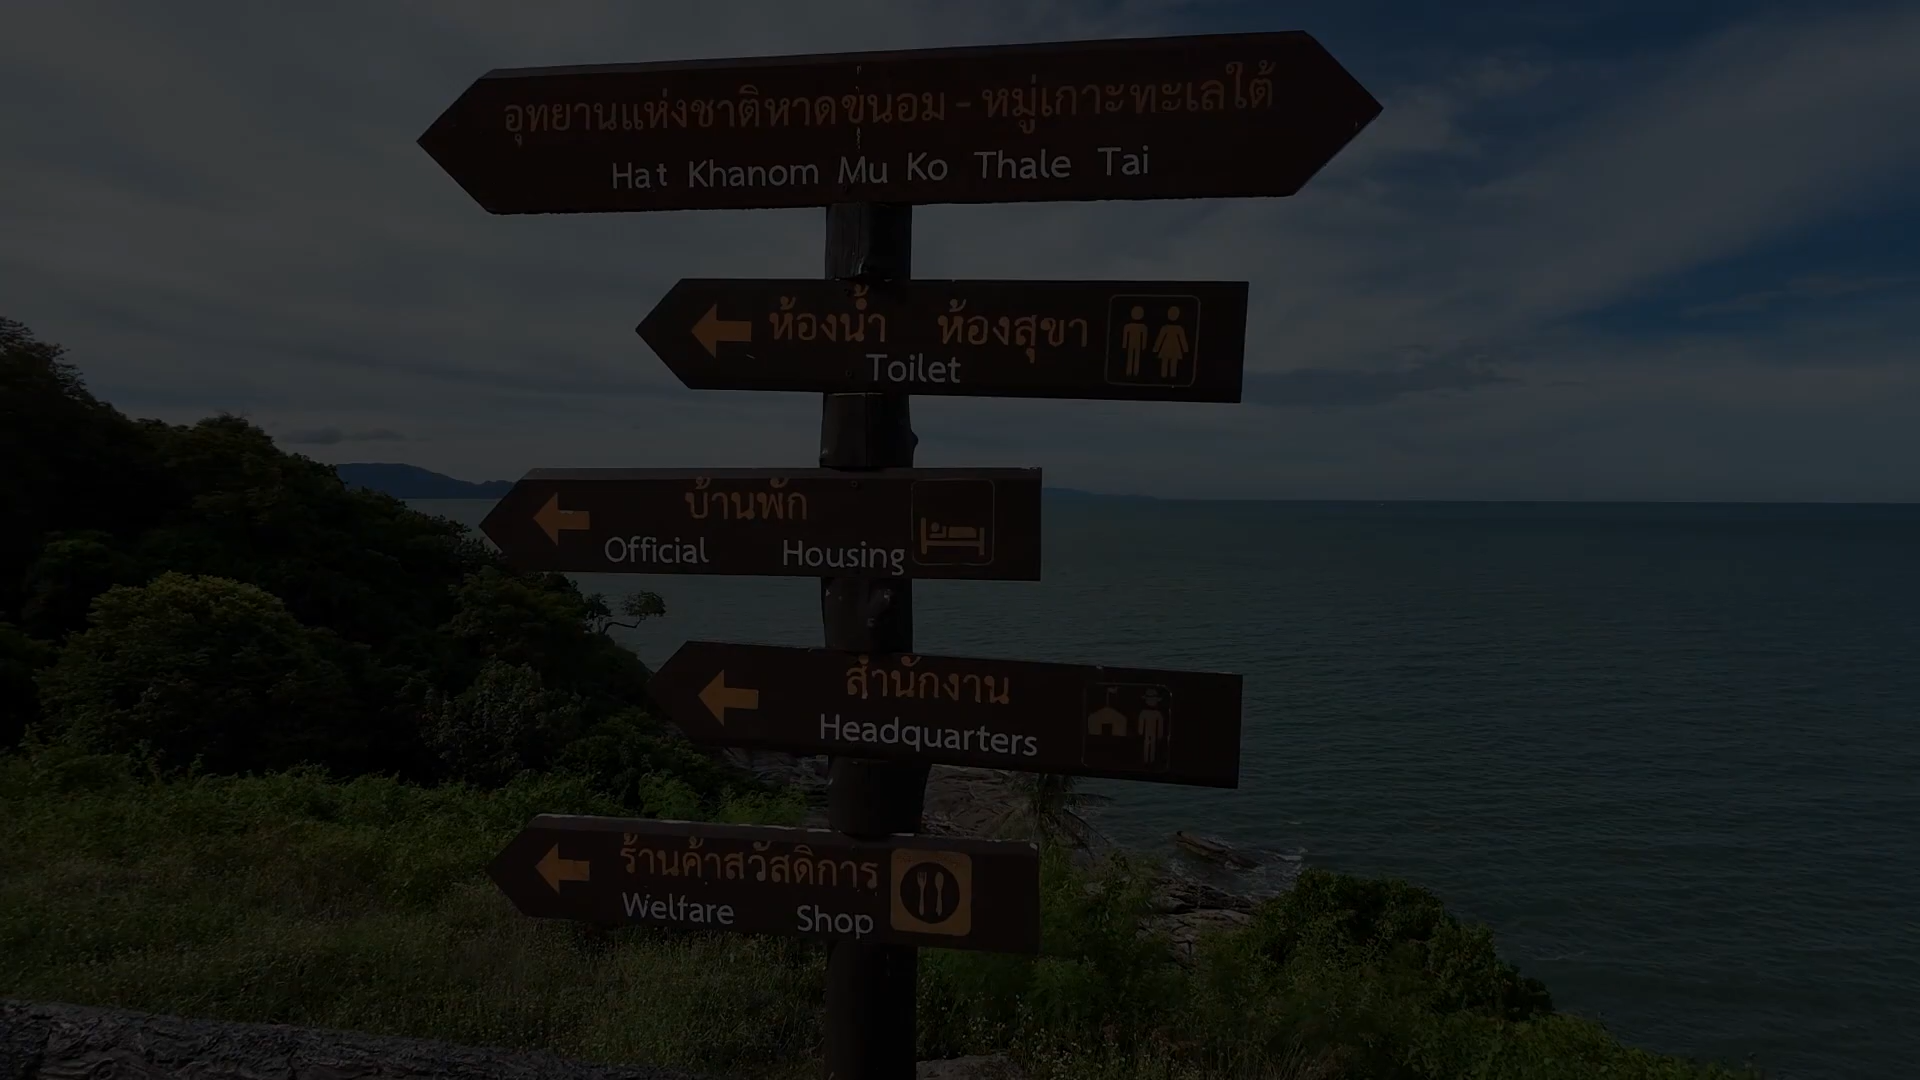 อุทยานแห่งชาติหาดขนอม - หมู่เกาะทะเลใต้
Hat Khanom Mu Ko Thale Tai
ห้องน้ำ ห้องสุขา
Toilet
บ้านพัก
Official Housing
สำนักงาน
Headquarters
ร้านค้าสวัสดิการ
Welfare Shop